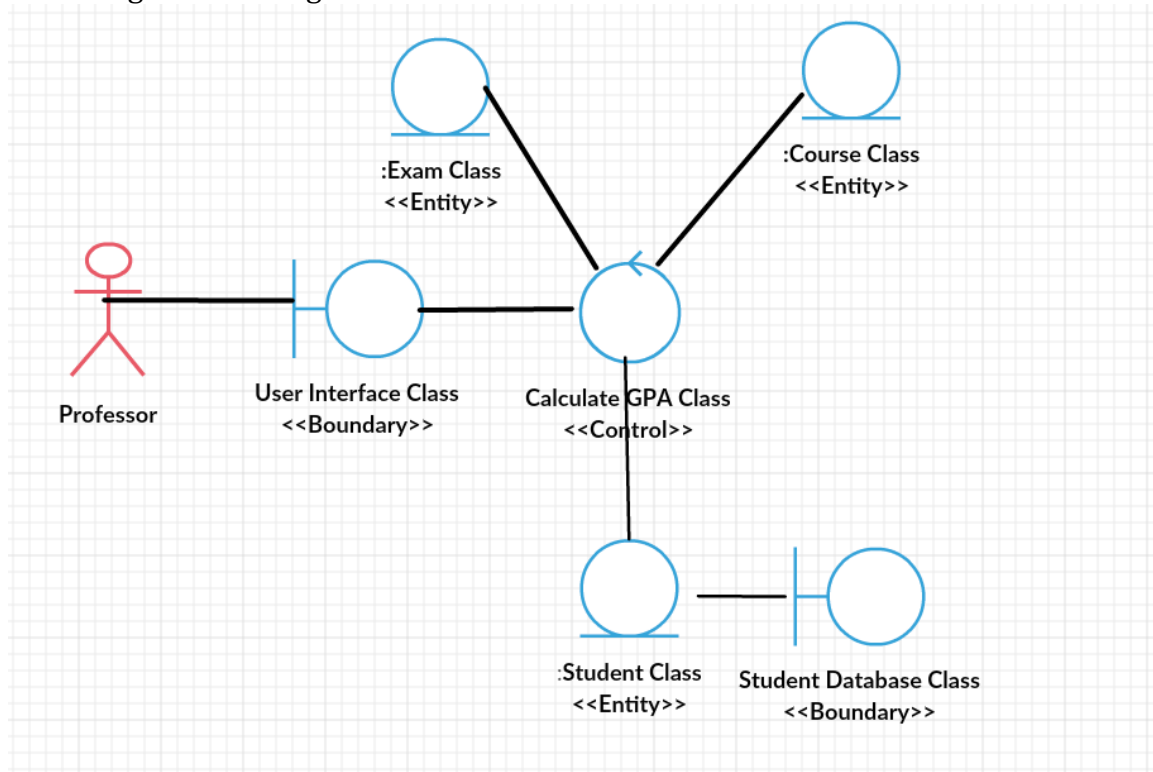 :Exam Class
<<Entity>>
:Course Class
<<Entity>>
Professor
User Interface Class
<<Boundary>>
Calculate GPA Class
<<Control>>
:Student Class
<<Entity>>
Student Database Class
<<Boundary>>